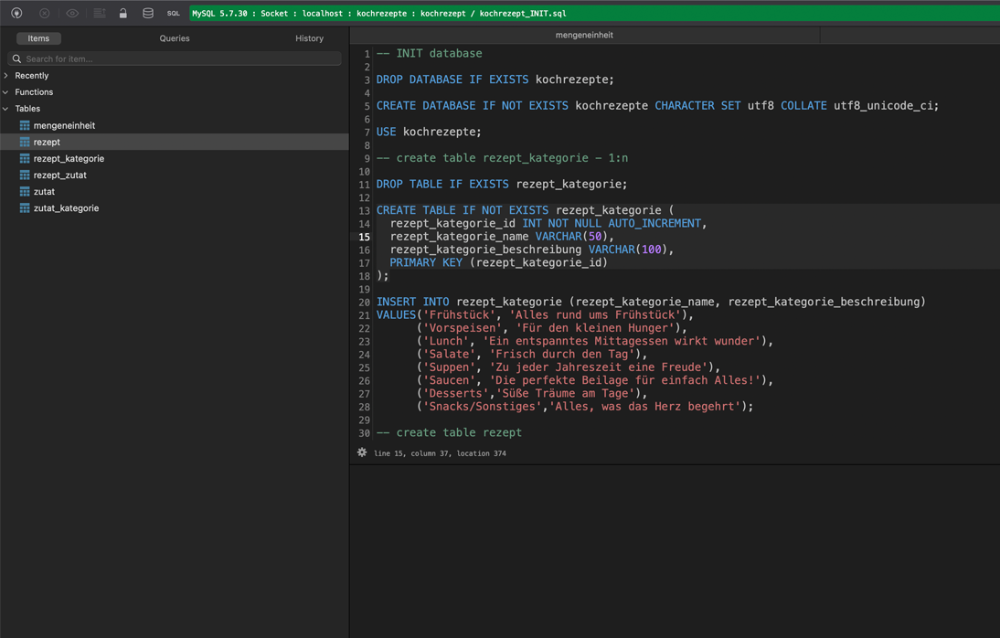 SQL MySQL 5.7.30 : Socket : localhost : kochrezepte : kochrezept / kochrezept_INIT.sql
Items Queries History
Search for item...
Recently
Functions
Tables
mengeneinheit
rezept
rezept_kategorie
rezept_zutat
zutat
zutat_kategorie
mengeneinheit
1 -- INIT database
2
3 DROP DATABASE IF EXISTS kochrezepte;
4
5 CREATE DATABASE IF NOT EXISTS kochrezepte CHARACTER SET utf8 COLLATE utf8_unicode_ci;
6
7 USE kochrezepte;
8
9 -- create table rezept_kategorie - 1:n
10
11 DROP TABLE IF EXISTS rezept_kategorie;
12
13 CREATE TABLE IF NOT EXISTS rezept_kategorie (
14 rezept_kategorie_id INT NOT NULL AUTO_INCREMENT,
15 rezept_kategorie_name VARCHAR(50),
16 rezept_kategorie_beschreibung VARCHAR(100),
17 PRIMARY KEY (rezept_kategorie_id)
18 );
19
20 INSERT INTO rezept_kategorie (rezept_kategorie_name, rezept_kategorie_beschreibung)
21 VALUES('Frühstück', 'Alles rund ums Frühstück'),
22 ('Vorspeisen', 'Für den kleinen Hunger'),
23 ('Lunch', 'Ein entspanntes Mittagessen wirkt wunder'),
24 ('Salate', 'Frisch durch den Tag'),
25 ('Suppen', 'Zu jeder Jahreszeit eine Freude'),
26 ('Saucen', 'Die perfekte Beilage für einfach Alles!'),
27 ('Desserts','Süße Träume am Tage'),
28 ('Snacks/Sonstiges','Alles, was das Herz begehrt');
29
30 -- create table rezept
line 15, column 37, location 374